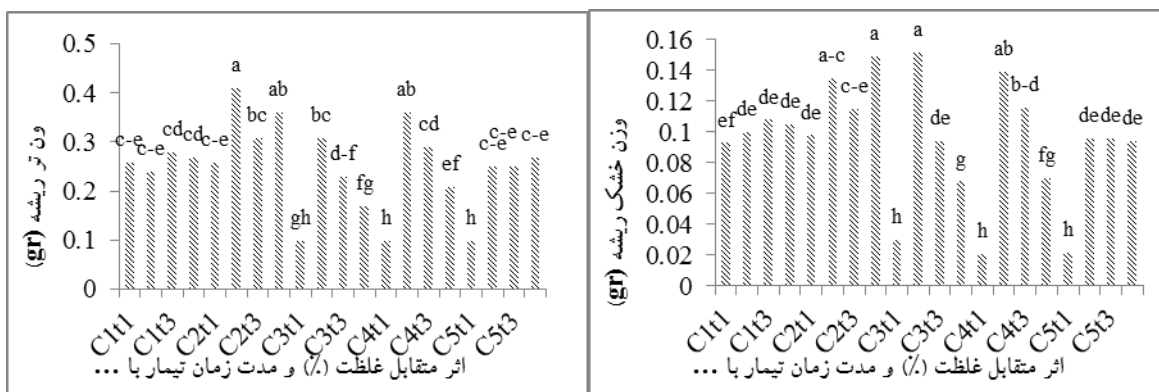 ون تر ریشه (gr)
0.5
0.4
0.3
0.2
0.1
0
c-e
c-e
cd
cd
c-e
a
bc
ab
gh
bc
d-f
fg
h
ab
cd
ef
h
c-e
c-e
c-e
C1t1
C1t3
C2t1
C2t3
C3t1
C3t3
C4t1
C4t3
C5t1
C5t3
اثر متقابل غلظت (%) و مدت زمان تیمار با ...
وزن خشک ریشه (gr)
0.16
0.14
0.12
0.1
0.08
0.06
0.04
0.02
0
ef
de
de
de
de
a-c
c-e
a
h
a
de
g
h
ab
b-d
fg
h
de
de
de
C1t1
C1t3
C2t1
C2t3
C3t1
C3t3
C4t1
C4t3
C5t1
C5t3
اثر متقابل غلظت (%) و مدت زمان تیمار با ...